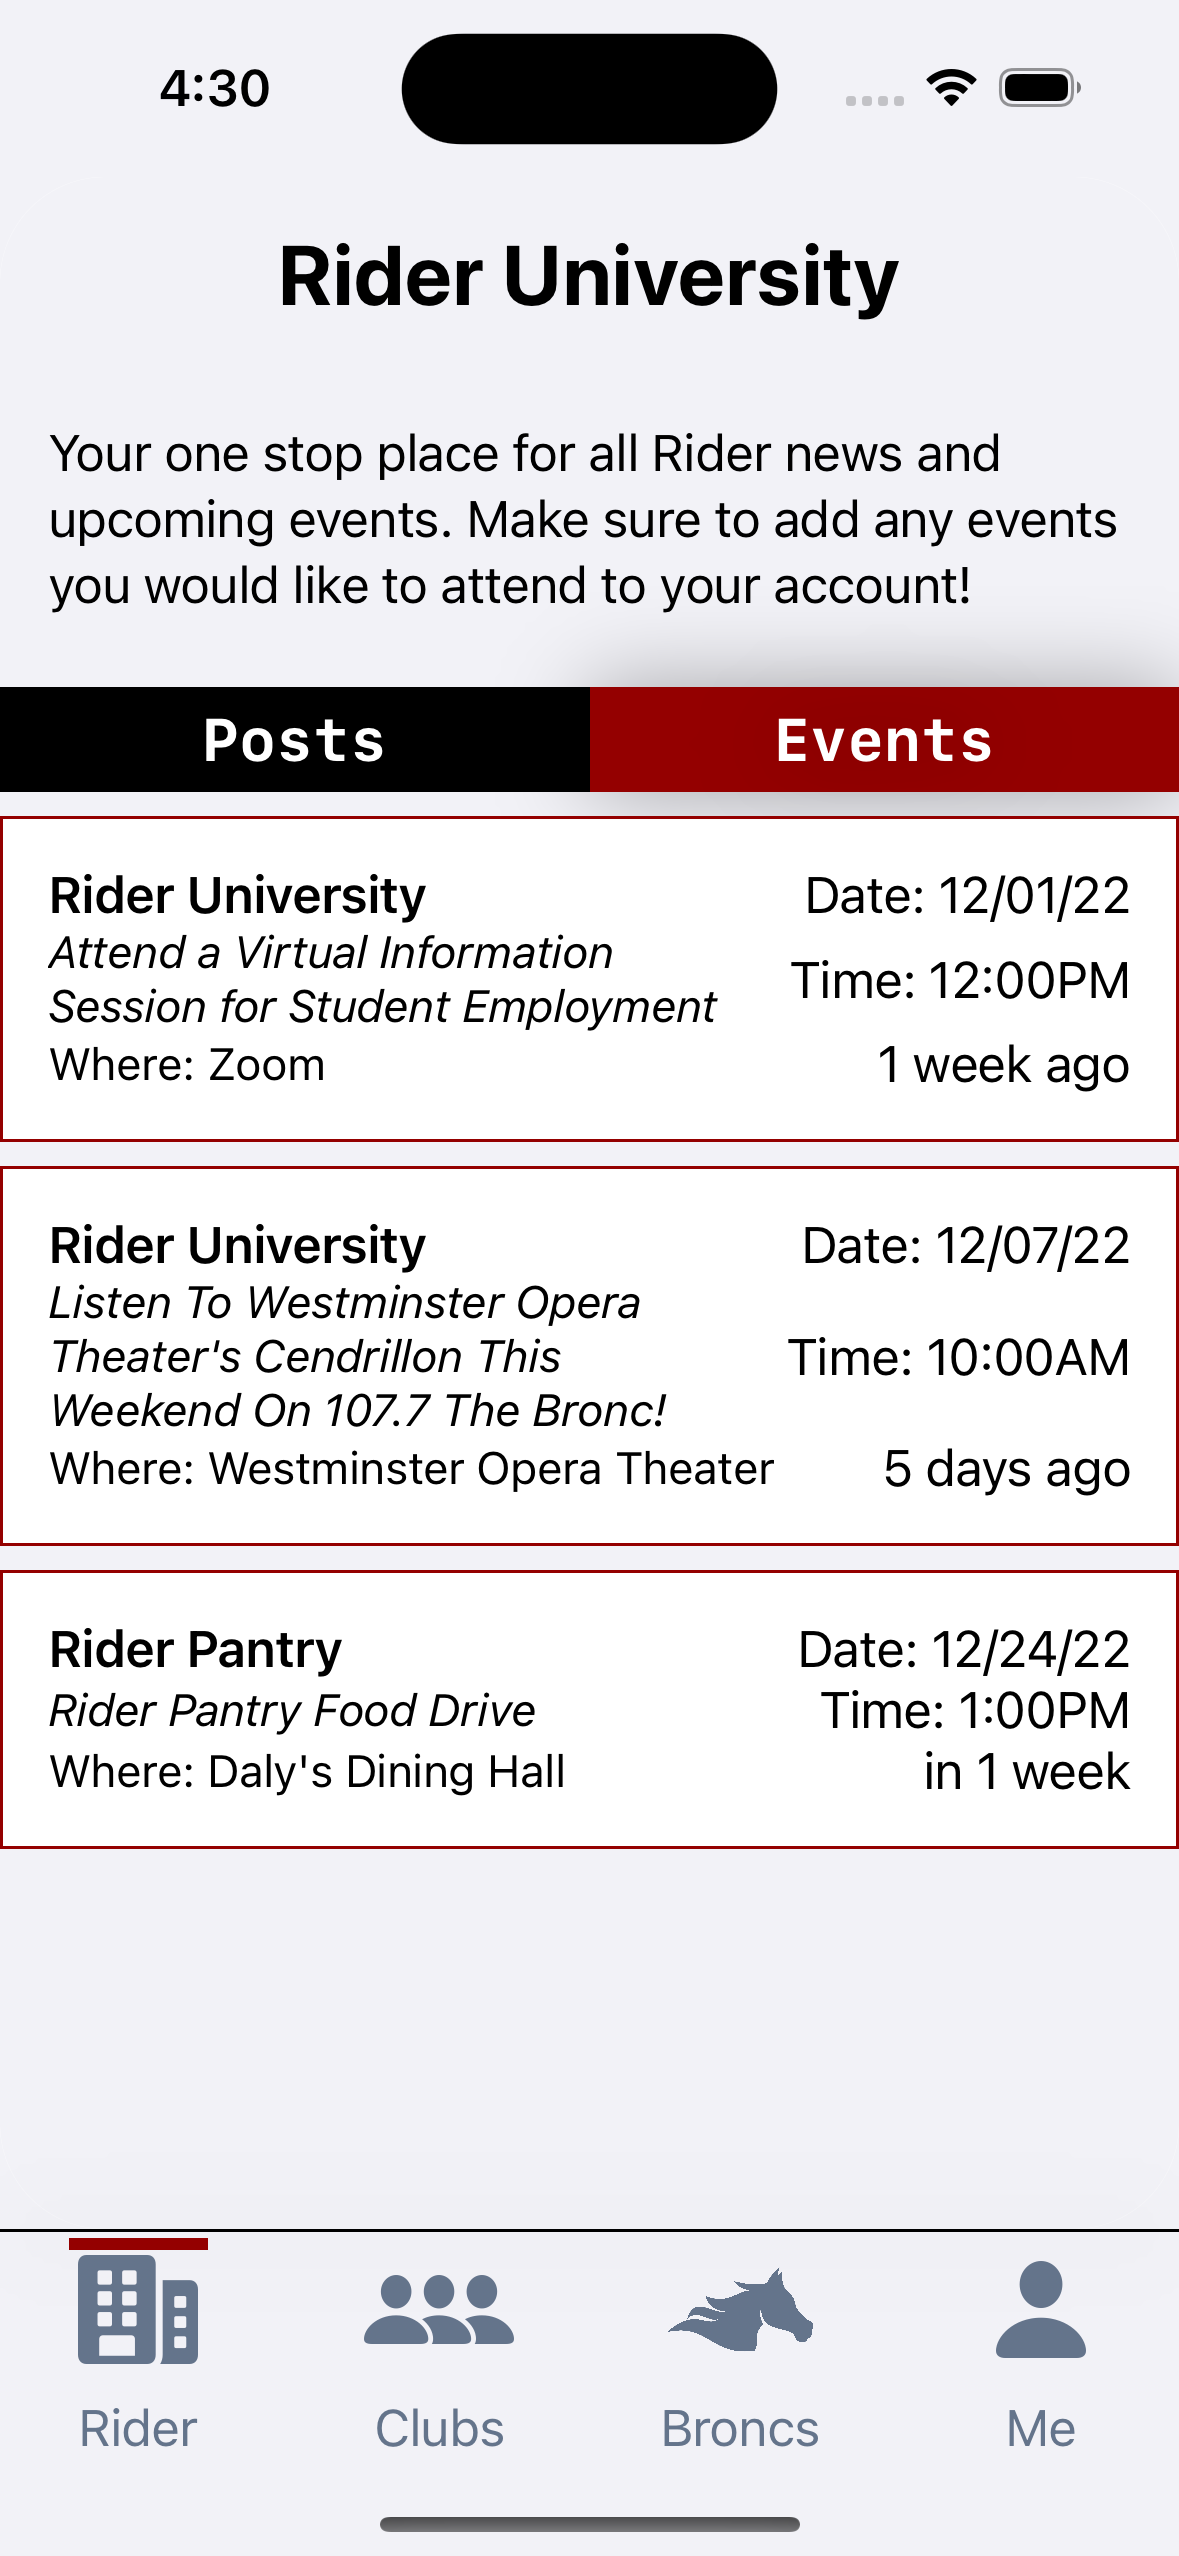 4:30
Rider University
Your one stop place for all Rider news and
upcoming events. Make sure to add any events
you would like to attend to your account!
Posts
Events
Rider University
Date: 12/01/22
Attend a Virtual Information
Session for Student Employment
Time: 12:00PM
Where: Zoom
1 week ago
Rider University
Date: 12/07/22
Listen To Westminster Opera
Theater's Cendrillon This
Weekend On 107.7 The Bronc!
Time: 10:00AM
Where: Westminster Opera Theater
5 days ago
Rider Pantry
Date: 12/24/22
Rider Pantry Food Drive
Time: 1:00PM
Where: Daly's Dining Hall
in 1 week
Rider
Clubs
Broncs
Me